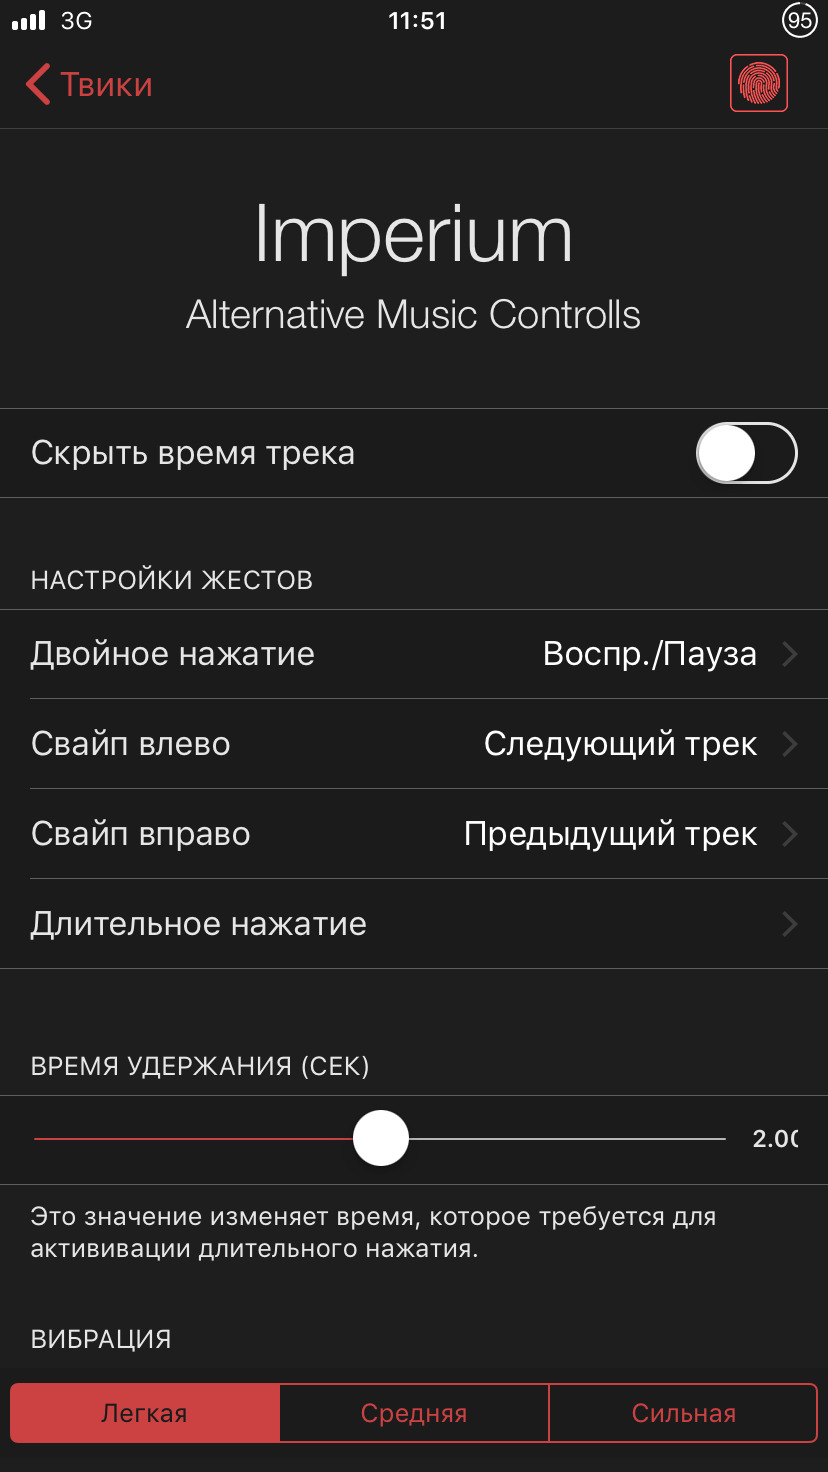 3G 11:51 95
Твики
Imperium
Alternative Music Controlls
Скрыть время трека
НАСТРОЙКИ ЖЕСТОВ
Двойное нажатие Воспр./Пауза
Свайп влево Следующий трек
Свайп вправо Предыдущий трек
Длительное нажатие
ВРЕМЯ УДЕРЖАНИЯ (СЕК)
2.00
Это значение изменяет время, которое требуется для
актививации длительного нажатия.
ВИБРАЦИЯ
Легкая Средняя Сильная